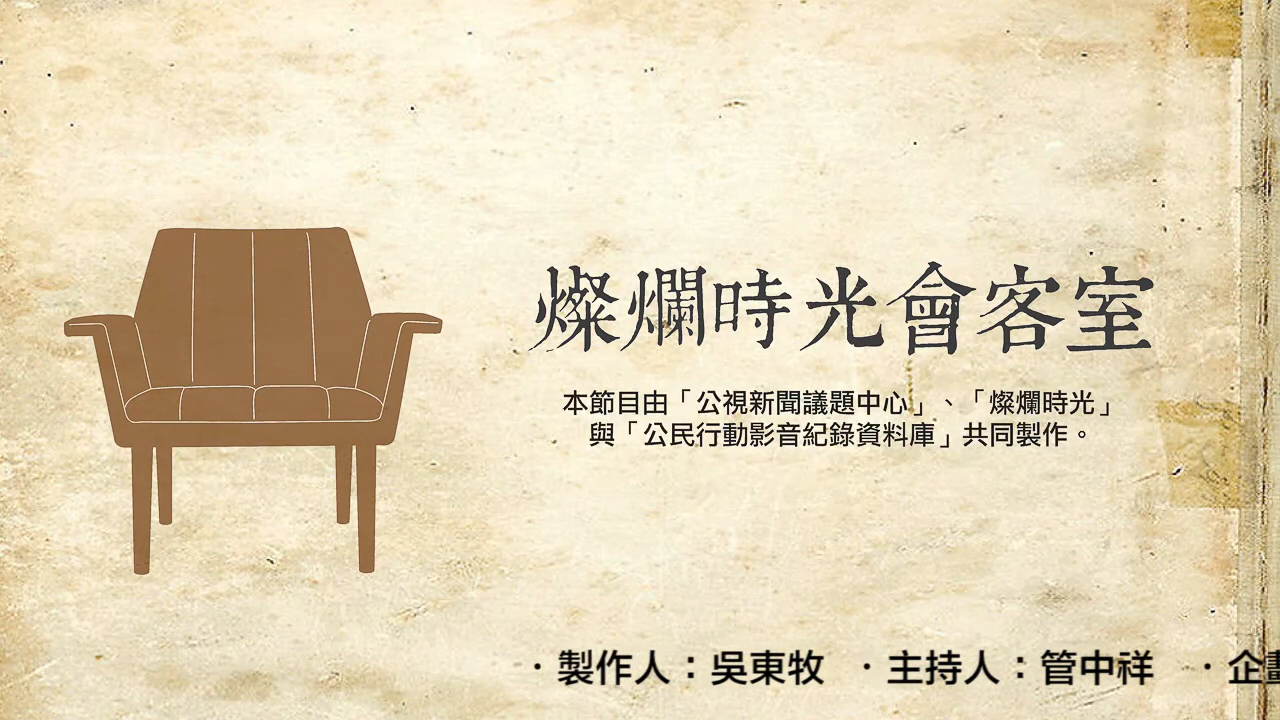 燦爛時光會客室
本節目由「公視新聞議題中心」、「燦爛時光」
與「公民行動影音紀錄資料庫」共同製作。
·製作人：吳東牧 ·主持人：管中祥 ·企